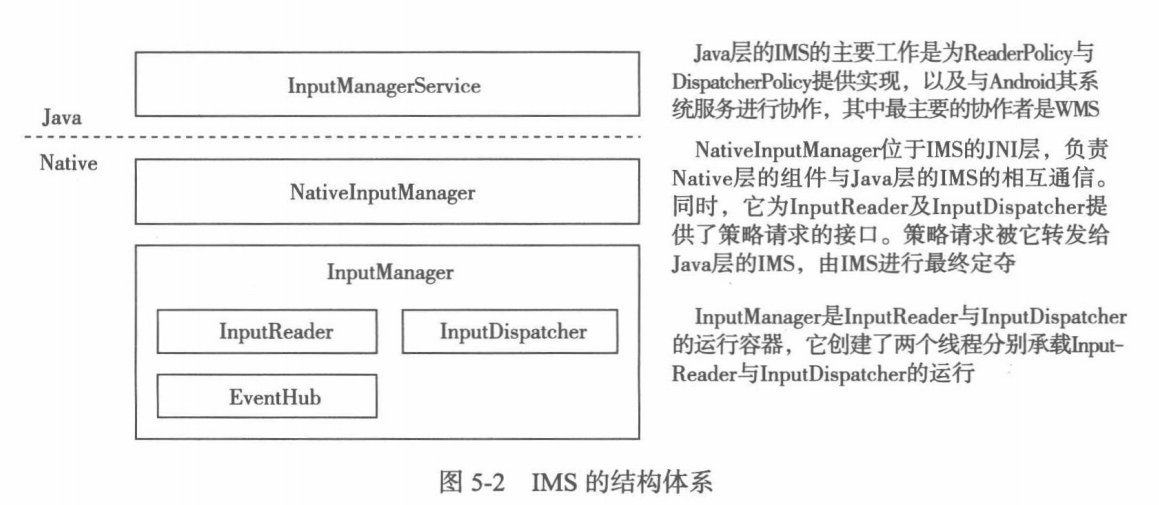 InputManagerService
Java
Native
NativeInputManager
InputManager
InputReader
InputDispatcher
EventHub
Java层的IMS的主要工作是为ReaderPolicy与
DispatcherPolicy提供实现，以及与Android其系
统服务进行协作，其中最主要的协作者是WMS
NativeInputManager位于IMS的JNI层，负责
Native层的组件与Java层的IMS的相互通信。
同时，它为InputReader及InputDispatcher提
供了策略请求的接口。策略请求被它转发给
Java层的IMS，由IMS进行最终定夺
InputManager是InputReader与InputDispatcher
的运行容器，它创建了两个线程分别承载Input-
Reader与InputDispatcher的运行
图 5-2 IMS 的结构体系